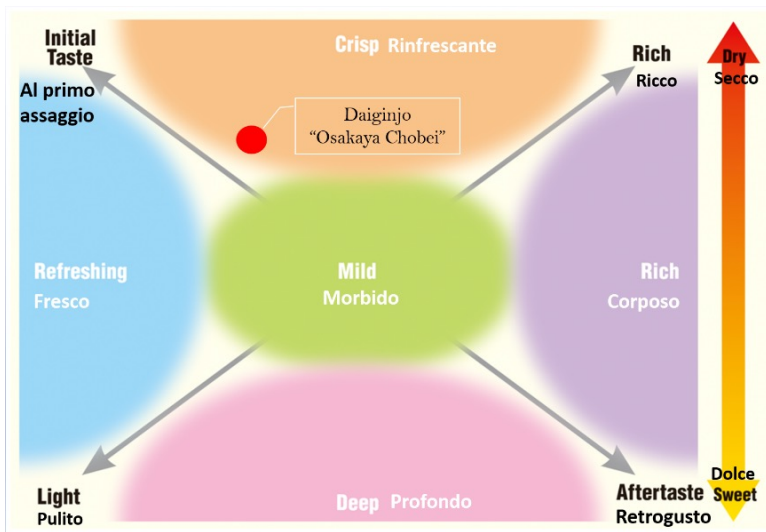 Initial
Taste
Al primo
assaggio
Crisp Rinfrescante
Rich
Ricco
Dry
Secco
Daiginjo
“Osakaya Chobei”
Refreshing
Fresco
Mild
Morbido
Rich
Corposo
Light
Pulito
Deep Profondo
Aftertaste
Retrogusto
Dolce
Sweet